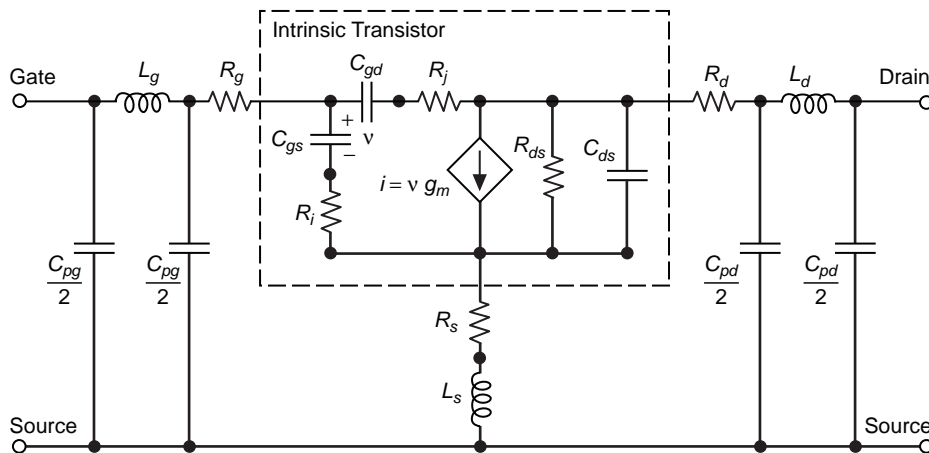 Intrinsic Transistor
Gate
L_g
R_g
C_gd
R_j
R_d
L_d
Drain
+
ν
−
C_gs
R_ds
C_ds
i = ν g_m
R_i
C_pg
2
C_pg
2
C_pd
2
C_pd
2
R_s
L_s
Source
Source